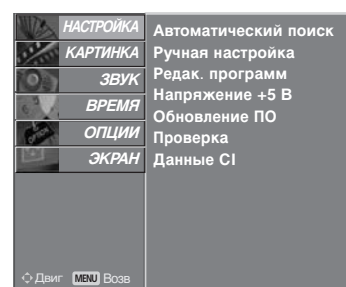 НАСТРОЙКА
КАРТИНКА
ЗВУК
ВРЕМЯ
ОПЦИИ
ЭКРАН
Автоматический поиск
Ручная настройка
Редак. программ
Напряжение +5 В
Обновление ПО
Проверка
Данные CI
Двиг MENU Возв